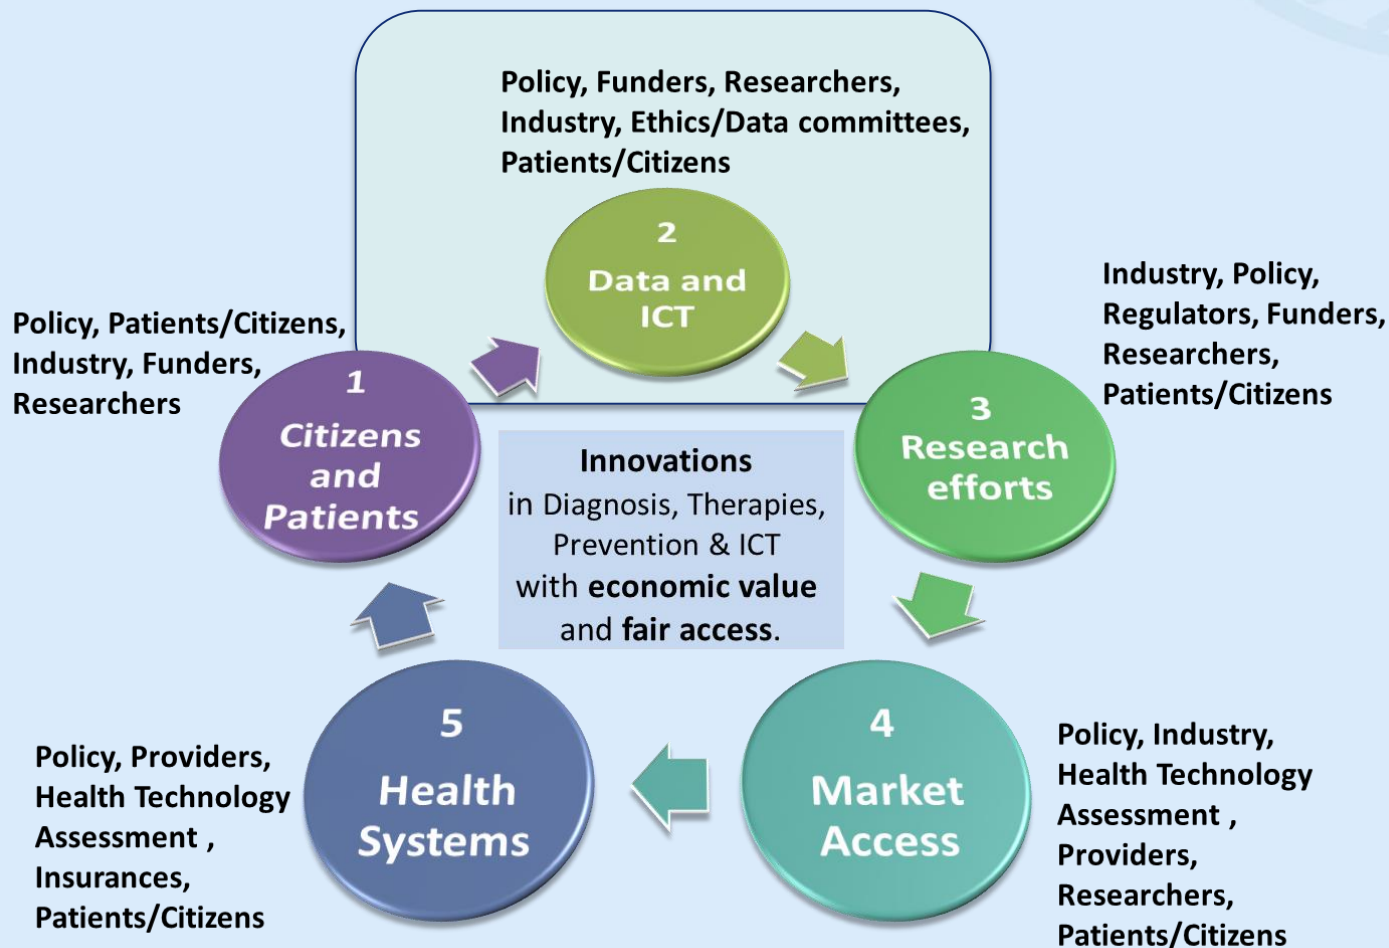 Policy, Funders, Researchers,
Industry, Ethics/Data committees,
Patients/Citizens
2
Data and
ICT
Policy, Patients/Citizens,
Industry, Funders,
Researchers
1
Citizens
and
Patients
Industry, Policy,
Regulators, Funders,
Researchers,
Patients/Citizens
3
Research
efforts
Innovations
in Diagnosis, Therapies,
Prevention & ICT
with economic value
and fair access.
5
Health
Systems
Policy, Providers,
Health Technology
Assessment ,
Insurances,
Patients/Citizens
4
Market
Access
Policy, Industry,
Health Technology
Assessment ,
Providers,
Researchers,
Patients/Citizens